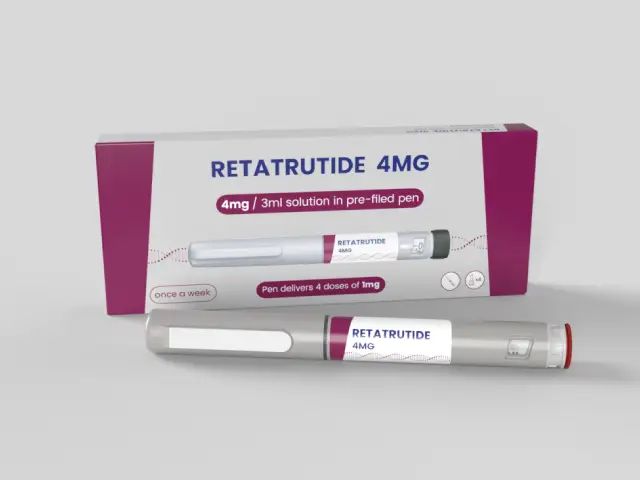 RETATRUTIDE 4MG
4mg / 3ml solution in pre-filed pen
RETATRUTIDE
4MG
once a week
Pen delivers 4 doses of 1mg
x4
RETATRUTIDE
4MG